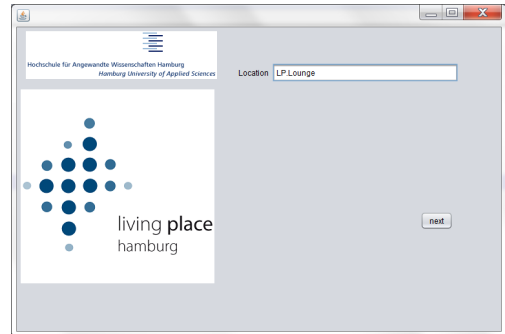 Hochschule für Angewandte Wissenschaften Hamburg
Hamburg University of Applied Sciences
Location LP.Lounge
living place
hamburg
next